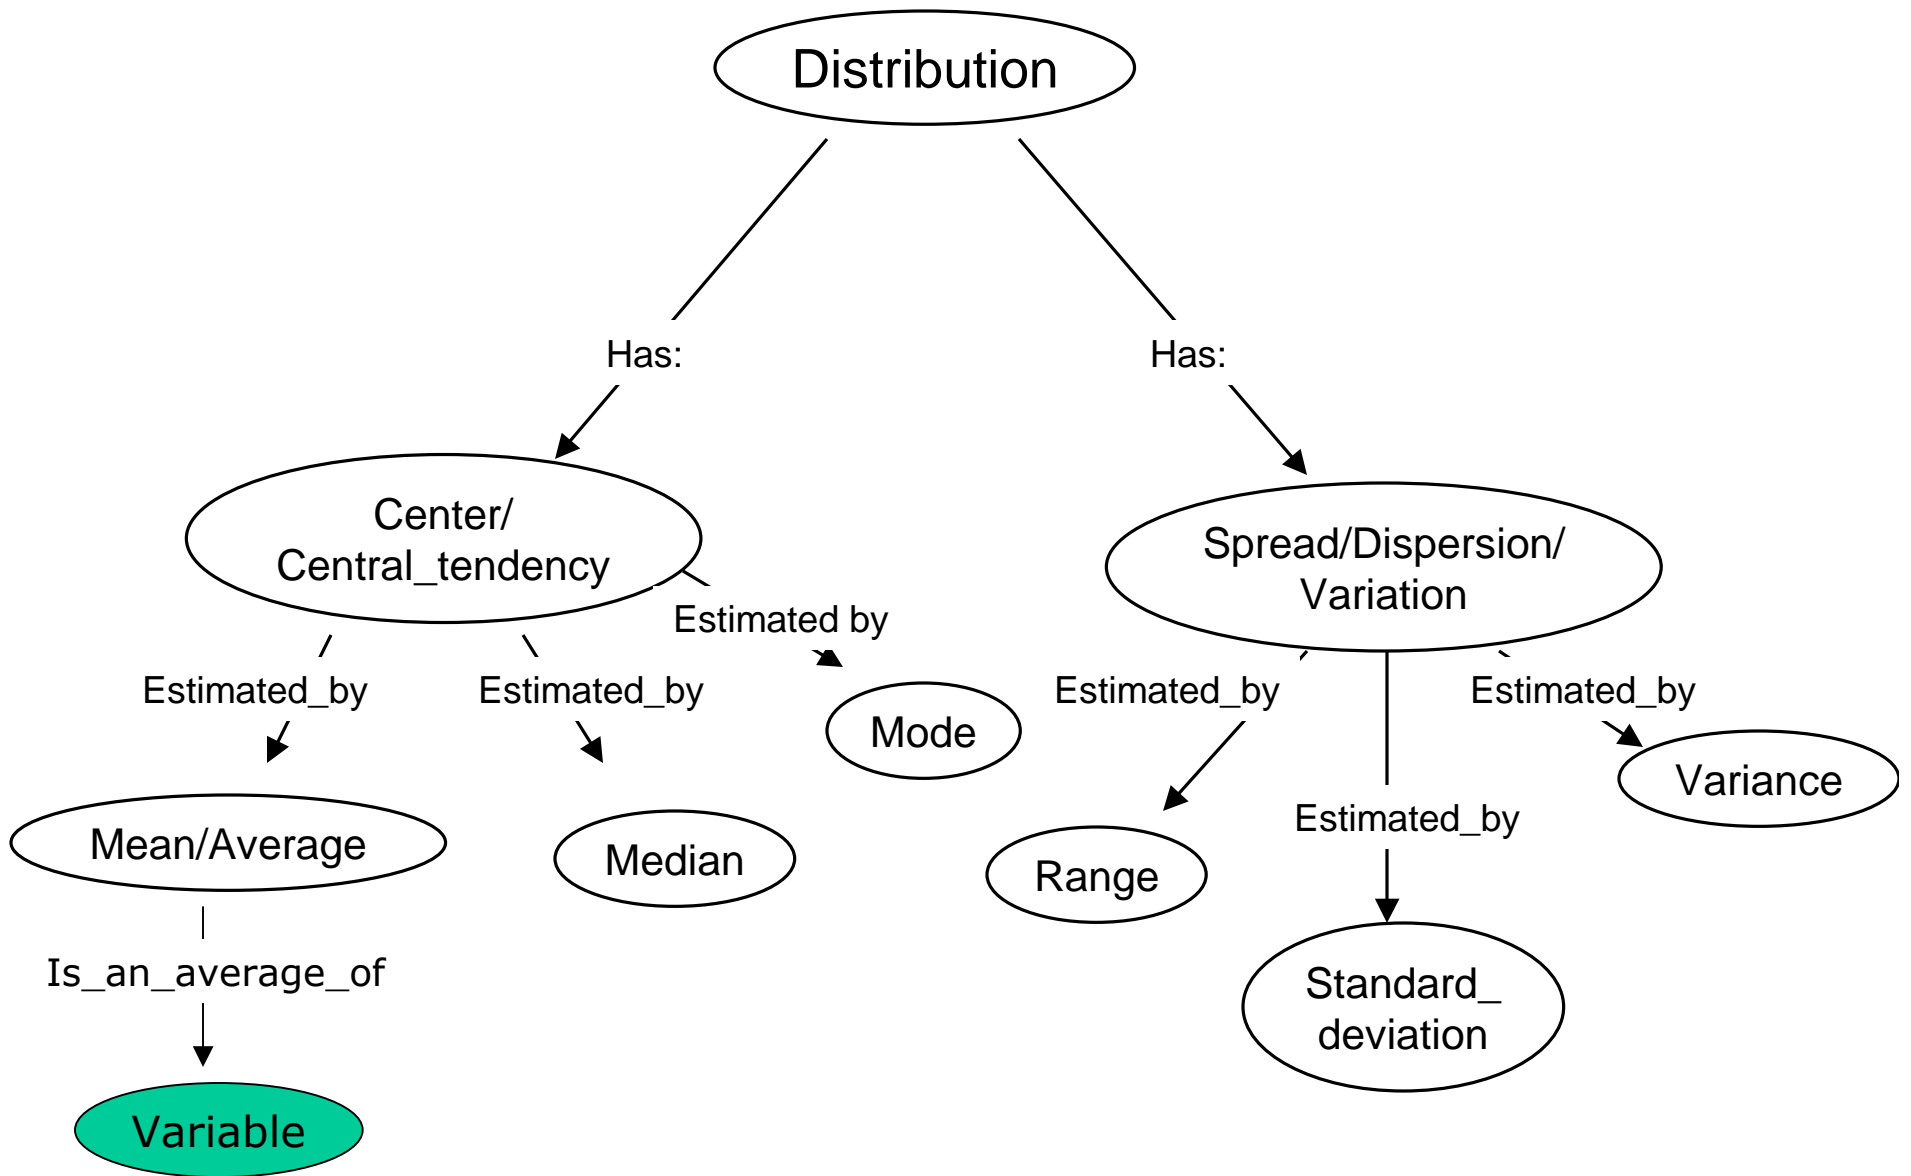 Distribution
Has:
Has:
Center/
Central_tendency
Spread/Dispersion/
Variation
Estimated by
Estimated_by
Estimated_by
Estimated_by
Estimated_by
Mode
Variance
Estimated_by
Mean/Average
Median
Range
Is_an_average_of
Standard_
deviation
Variable